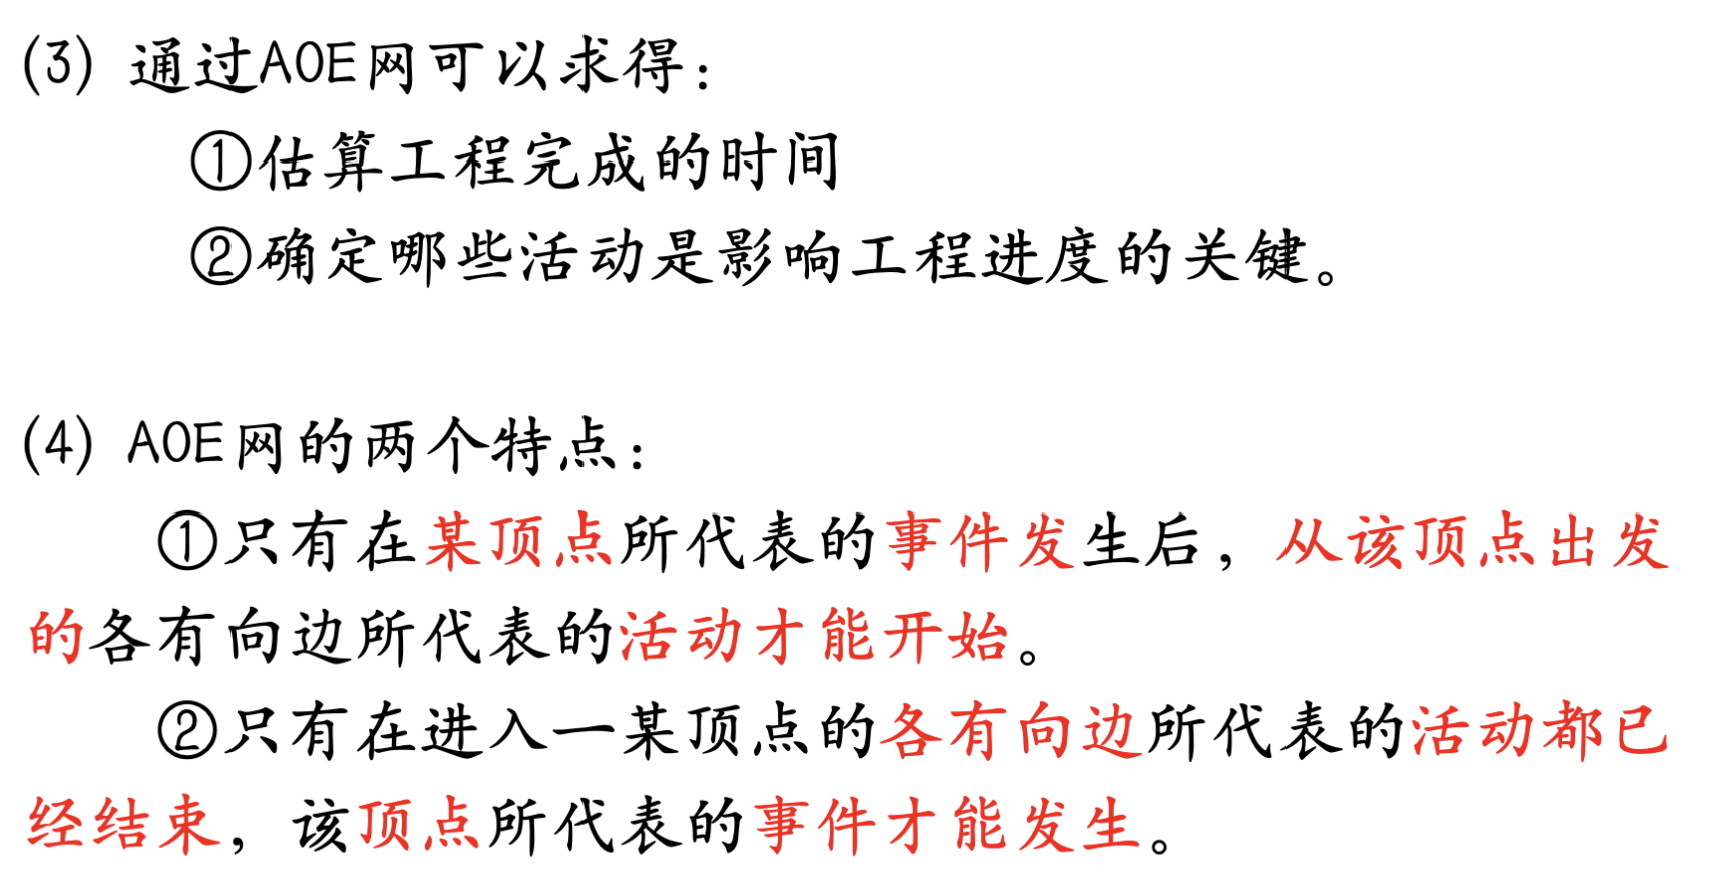 (3) 通过AOE网可以求得：
①估算工程完成的时间
②确定哪些活动是影响工程进度的关键。
(4) AOE网的两个特点：
①只有在某顶点所代表的事件发生后，从该顶点出发
的各有向边所代表的活动才能开始。
②只有在进入一某顶点的各有向边所代表的活动都已
经结束，该顶点所代表的事件才能发生。